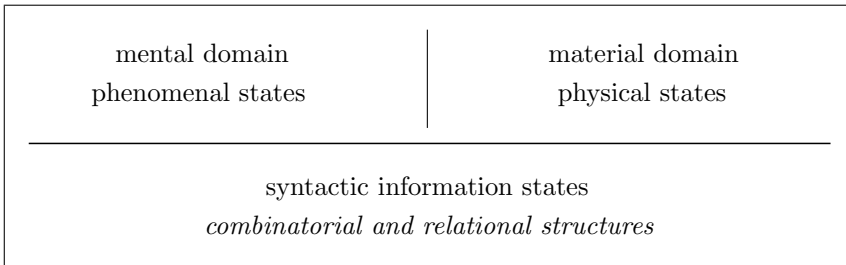 mental domain
phenomenal states
material domain
physical states
syntactic information states
combinatorial and relational structures